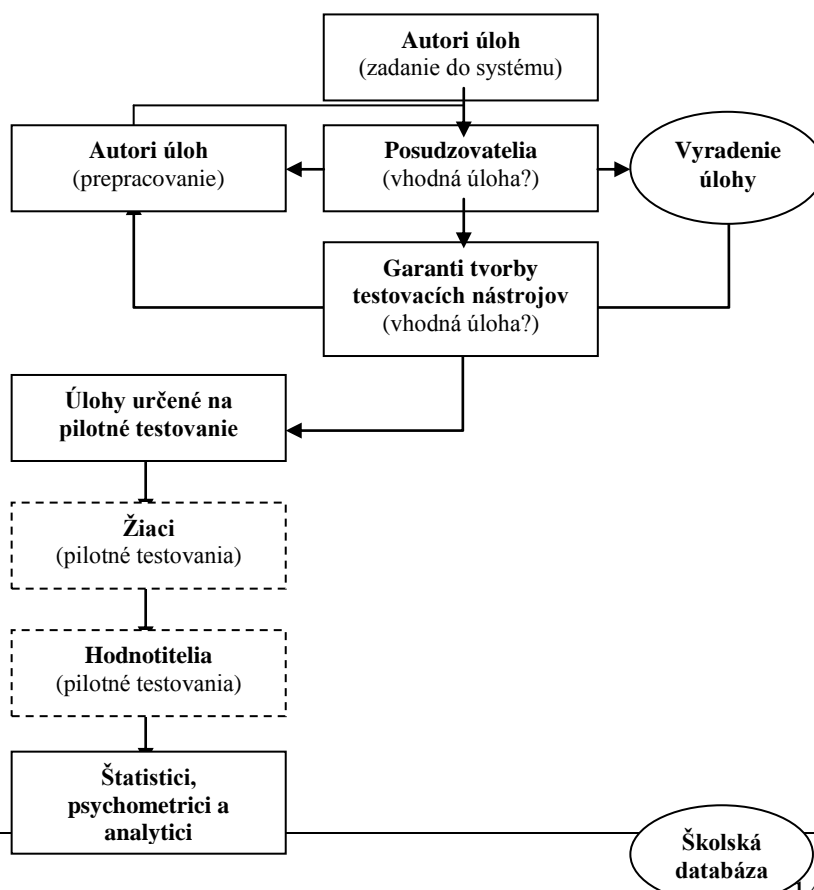 Autori úloh
(zadanie do systému)
Autori úloh
(prepracovanie)
Posudzovatelia
(vhodná úloha?)
Vyradenie
úlohy
Garanti tvorby
testovacích nástrojov
(vhodná úloha?)
Úlohy určené na
pilotné testovanie
Žiaci
(pilotné testovania)
Hodnotitelia
(pilotné testovania)
Štatistici,
psychometrici a
analytici
Školská
databáza